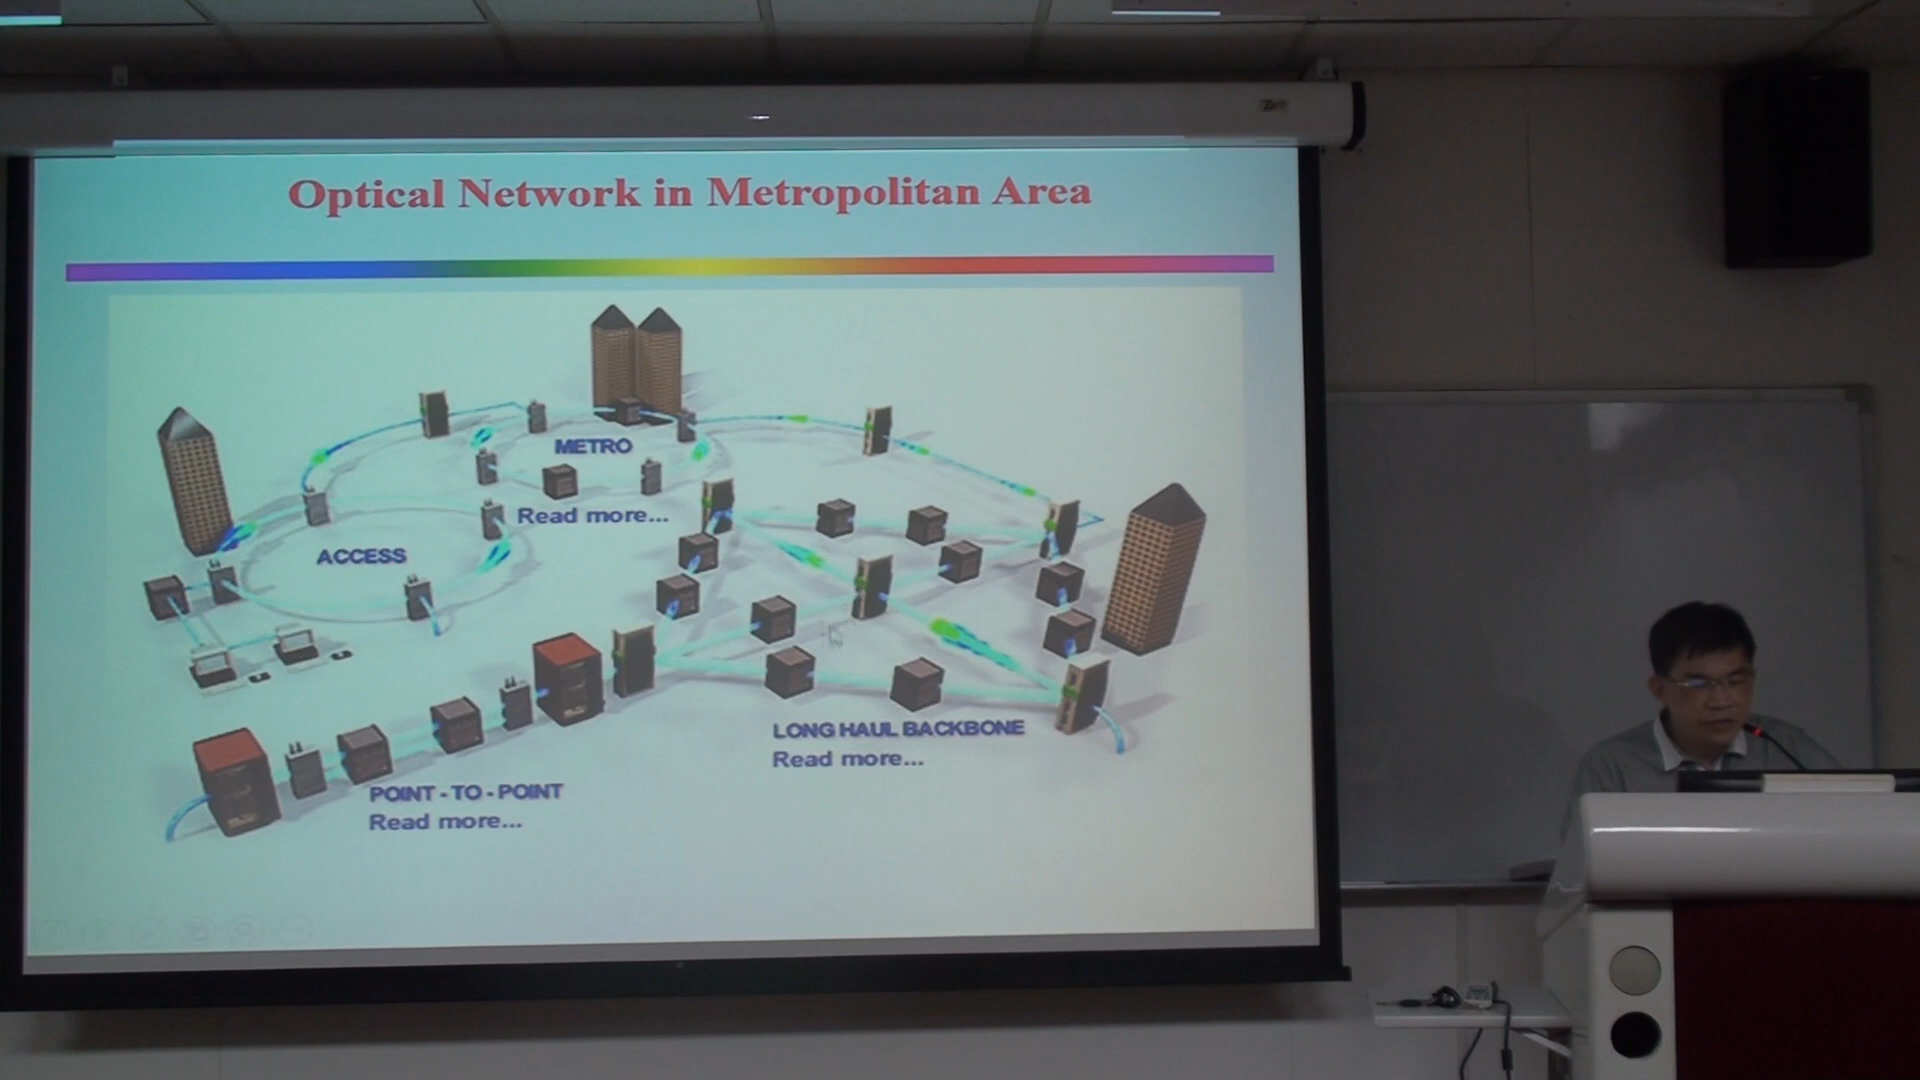 Optical Network in Metropolitan Area
METRO
Read more...
ACCESS
LONG HAUL BACKBONE
Read more...
POINT - TO - POINT
Read more...